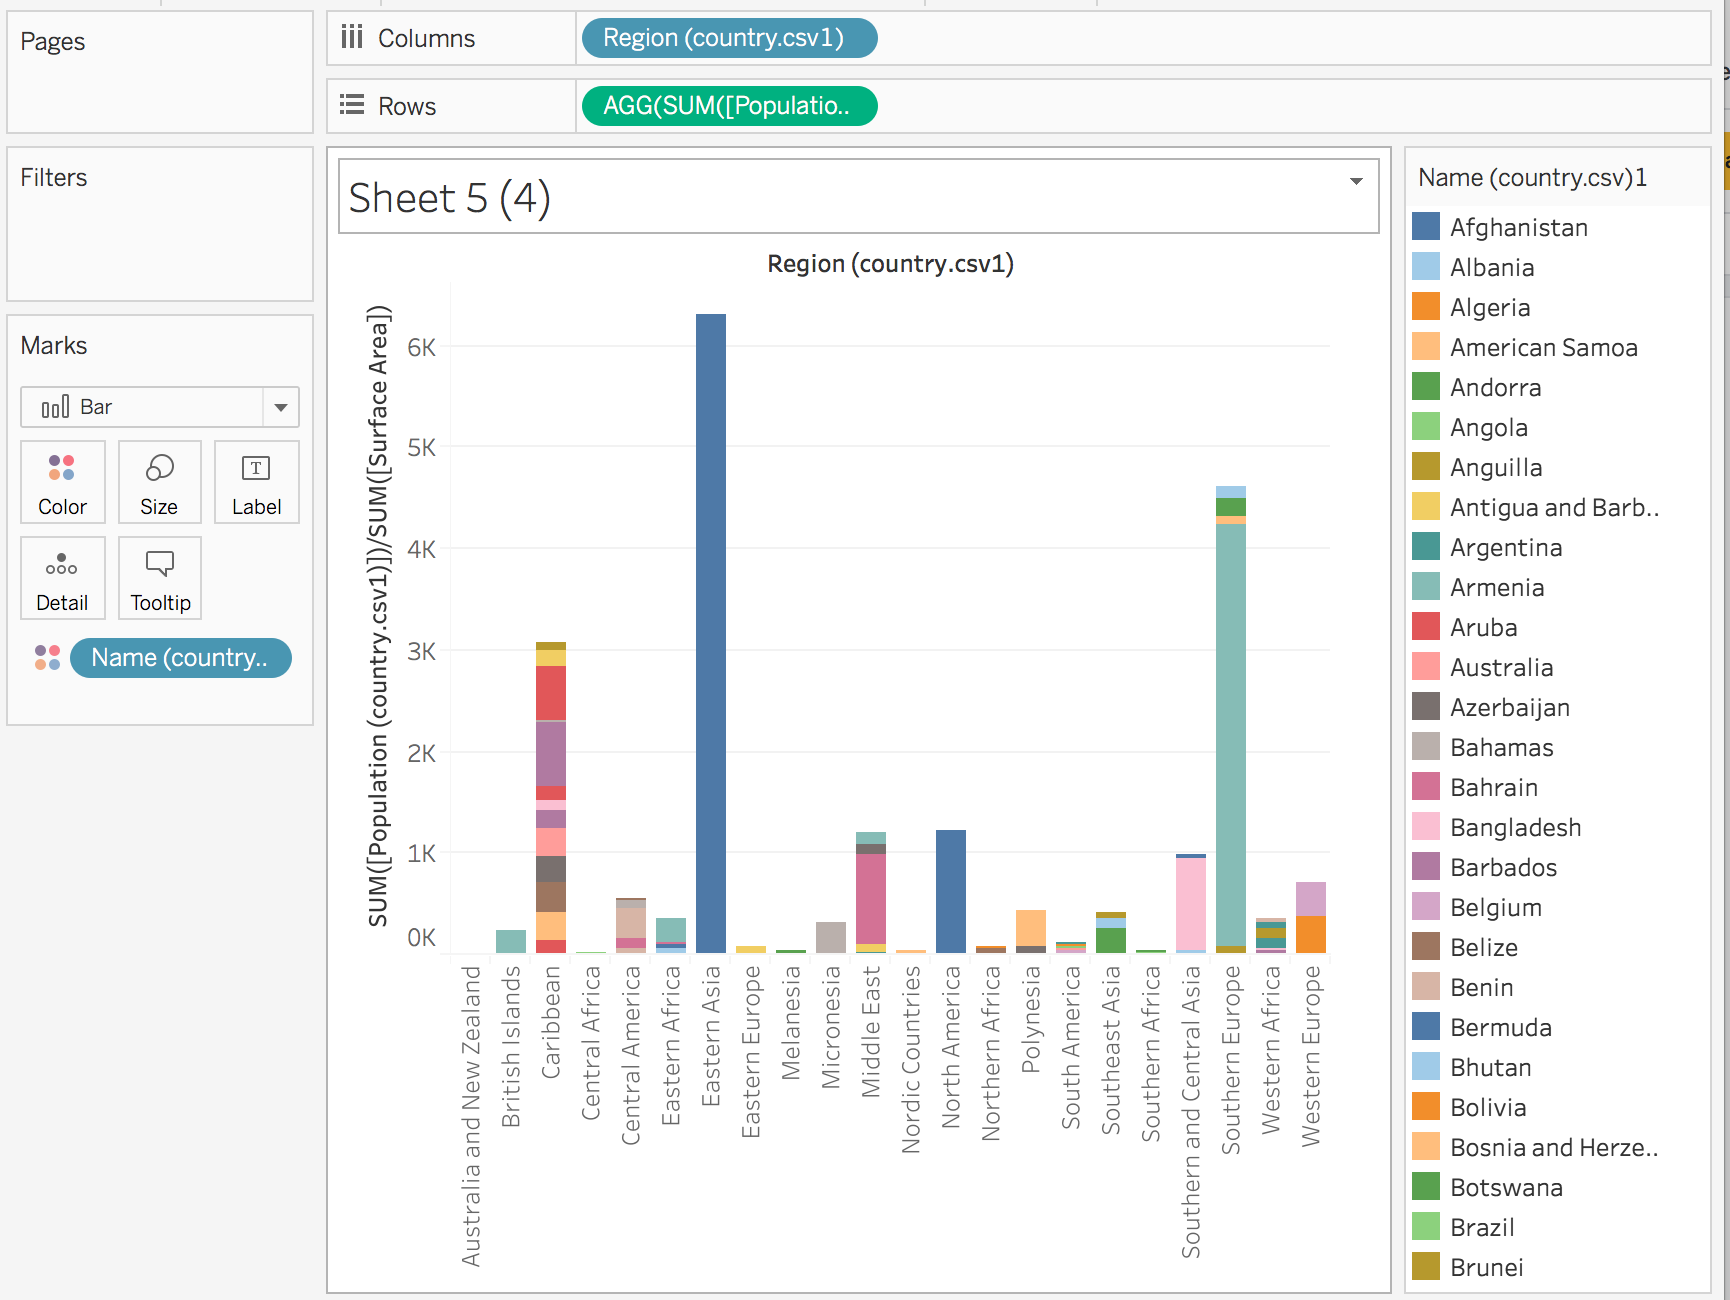 Pages
Columns
Region (country.csv1)
Rows
AGG(SUM([Populatio..
Filters
Marks
Bar
Color
Size
Label
Detail
Tooltip
Name (country..
Sheet 5 (4)
Region (country.csv1)
SUM([Population (country.csv1)])/SUM([Surface Area])
6K
5K
4K
3K
2K
1K
0K
Australia and New Zealand
British Islands
Caribbean
Central Africa
Central America
Eastern Africa
Eastern Asia
Eastern Europe
Melanesia
Micronesia
Middle East
Nordic Countries
North America
Northern Africa
Polynesia
South America
Southeast Asia
Southern Africa
Southern and Central Asia
Southern Europe
Western Africa
Western Europe
Name (country.csv)1
Afghanistan
Albania
Algeria
American Samoa
Andorra
Angola
Anguilla
Antigua and Barb..
Argentina
Armenia
Aruba
Australia
Azerbaijan
Bahamas
Bahrain
Bangladesh
Barbados
Belgium
Belize
Benin
Bermuda
Bhutan
Bolivia
Bosnia and Herze..
Botswana
Brazil
Brunei